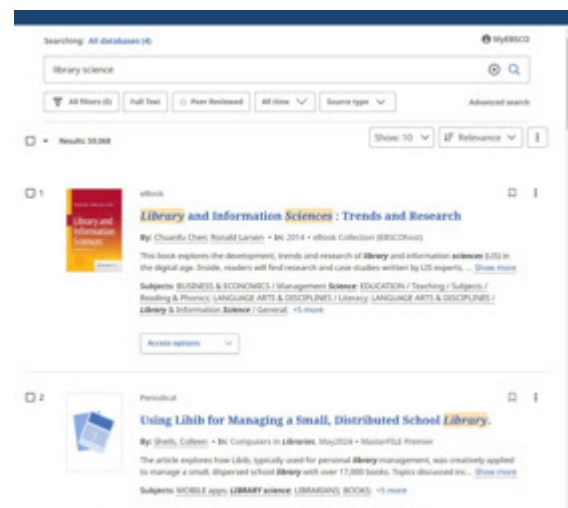 Searching: All databases (4)
MyEBSCO
library science
All filters (0) Full Text Peer Reviewed All time Source type Advanced search
Results: 59,968 Show: 10 Relevance
1 eBook
Library and
Information
Sciences
Library and Information Sciences : Trends and Research
By: Chuanfu Chen; Ronald Larsen • In: 2014 • eBook Collection (EBSCOhost)
This book explores the development, trends and research of library and information sciences (LIS) in
the digital age. Inside, readers will find research and case studies written by LIS experts, ... Show more
Subjects: BUSINESS & ECONOMICS / Management Science; EDUCATION / Teaching / Subjects /
Reading & Phonics; LANGUAGE ARTS & DISCIPLINES / Literacy; LANGUAGE ARTS & DISCIPLINES /
Library & Information Science / General; +5 more
Access options
2 Periodical
Using Libib for Managing a Small, Distributed School Library.
By: Sheils, Colleen • In: Computers in Libraries, May2024 • MasterFILE Premier
The article explores how Libib, typically used for personal library management, was creatively applied
to manage a small, dispersed school library with over 17,000 books. Topics discussed inc... Show more
Subjects: MOBILE apps; LIBRARY science; LIBRARIANS; BOOKS; +5 more